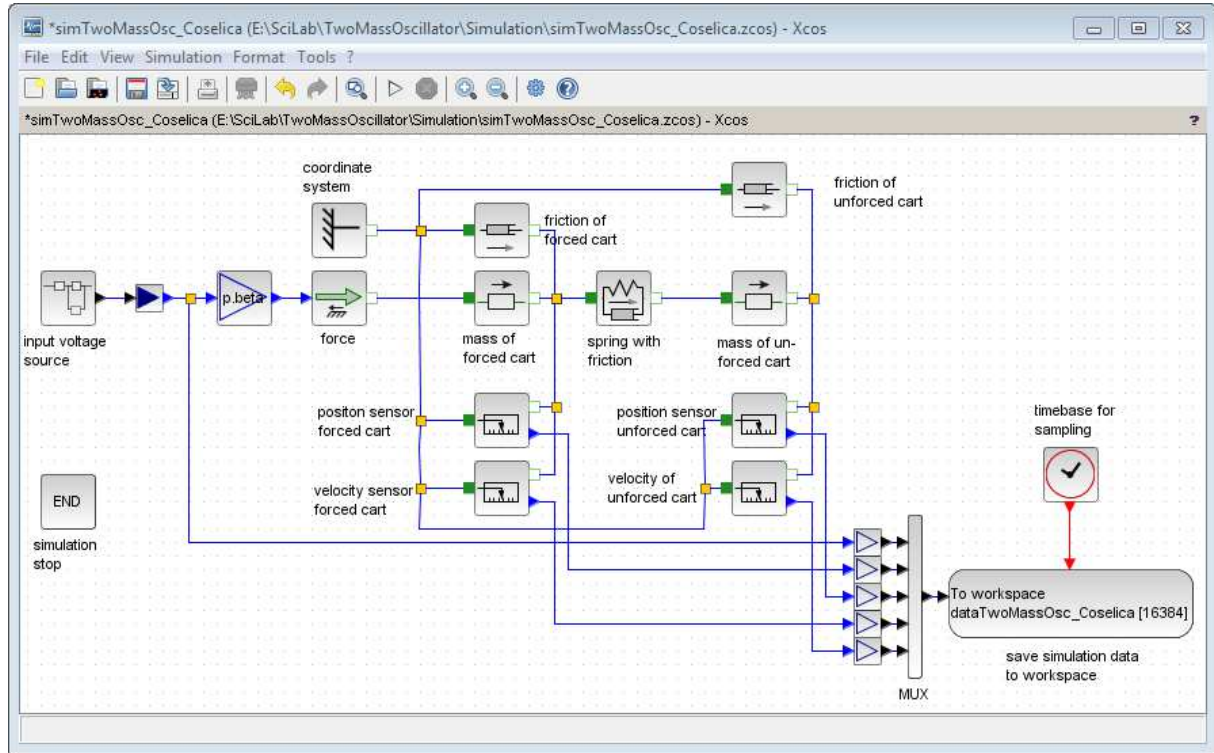 *simTwoMassOsc_Coselica (E:\SciLab\TwoMassOscillator\Simulation\simTwoMassOsc_Coselica.zcos) - Xcos
File Edit View Simulation Format Tools ?
*simTwoMassOsc_Coselica (E:\SciLab\TwoMassOscillator\Simulation\simTwoMassOsc_Coselica.zcos) - Xcos ?
coordinate
system
friction of
unforced cart
friction of
forced cart
p.beta
input voltage
source
force
mass of
forced cart
spring with
friction
mass of un-
forced cart
positon sensor
forced cart
position sensor
unforced cart
timebase for
sampling
velocity sensor
forced cart
velocity of
unforced cart
END
simulation
stop
To workspace
dataTwoMassOsc_Coselica [16384]
save simulation data
to workspace
MUX